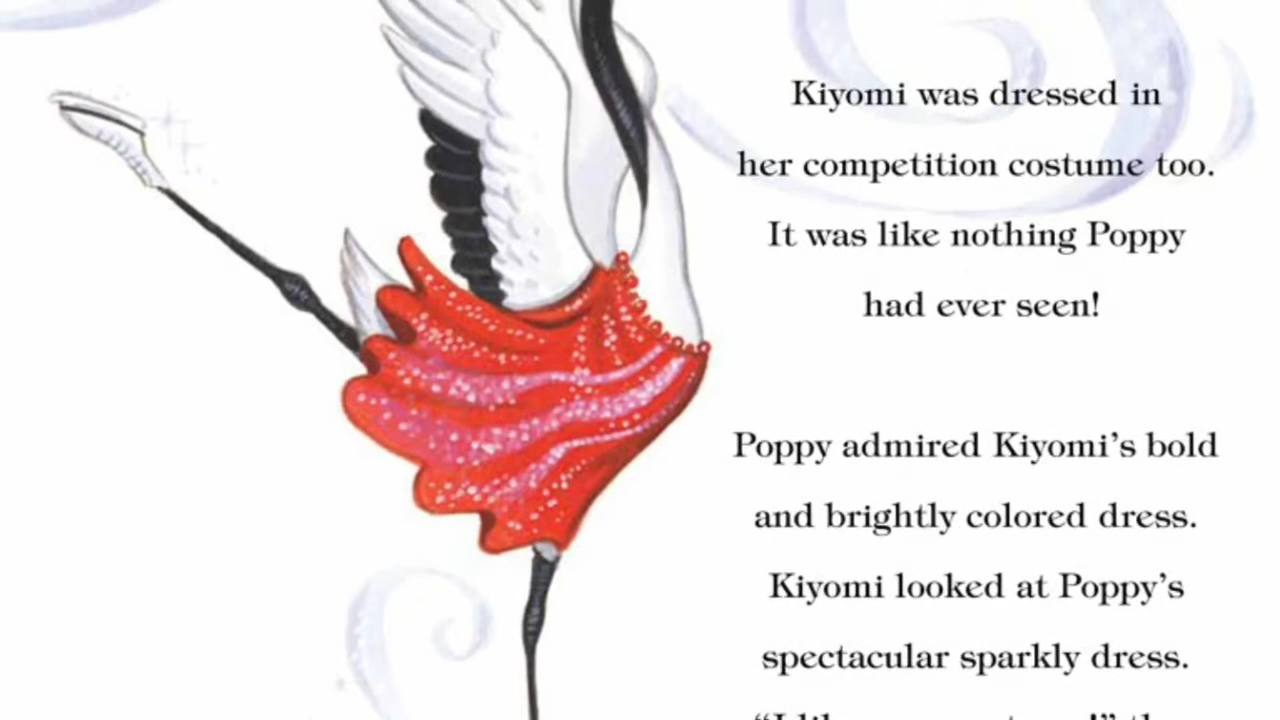 Kiyomi was dressed in
her competition costume too.
It was like nothing Poppy
had ever seen!
Poppy admired Kiyomi’s bold
and brightly colored dress.
Kiyomi looked at Poppy’s
spectacular sparkly dress.